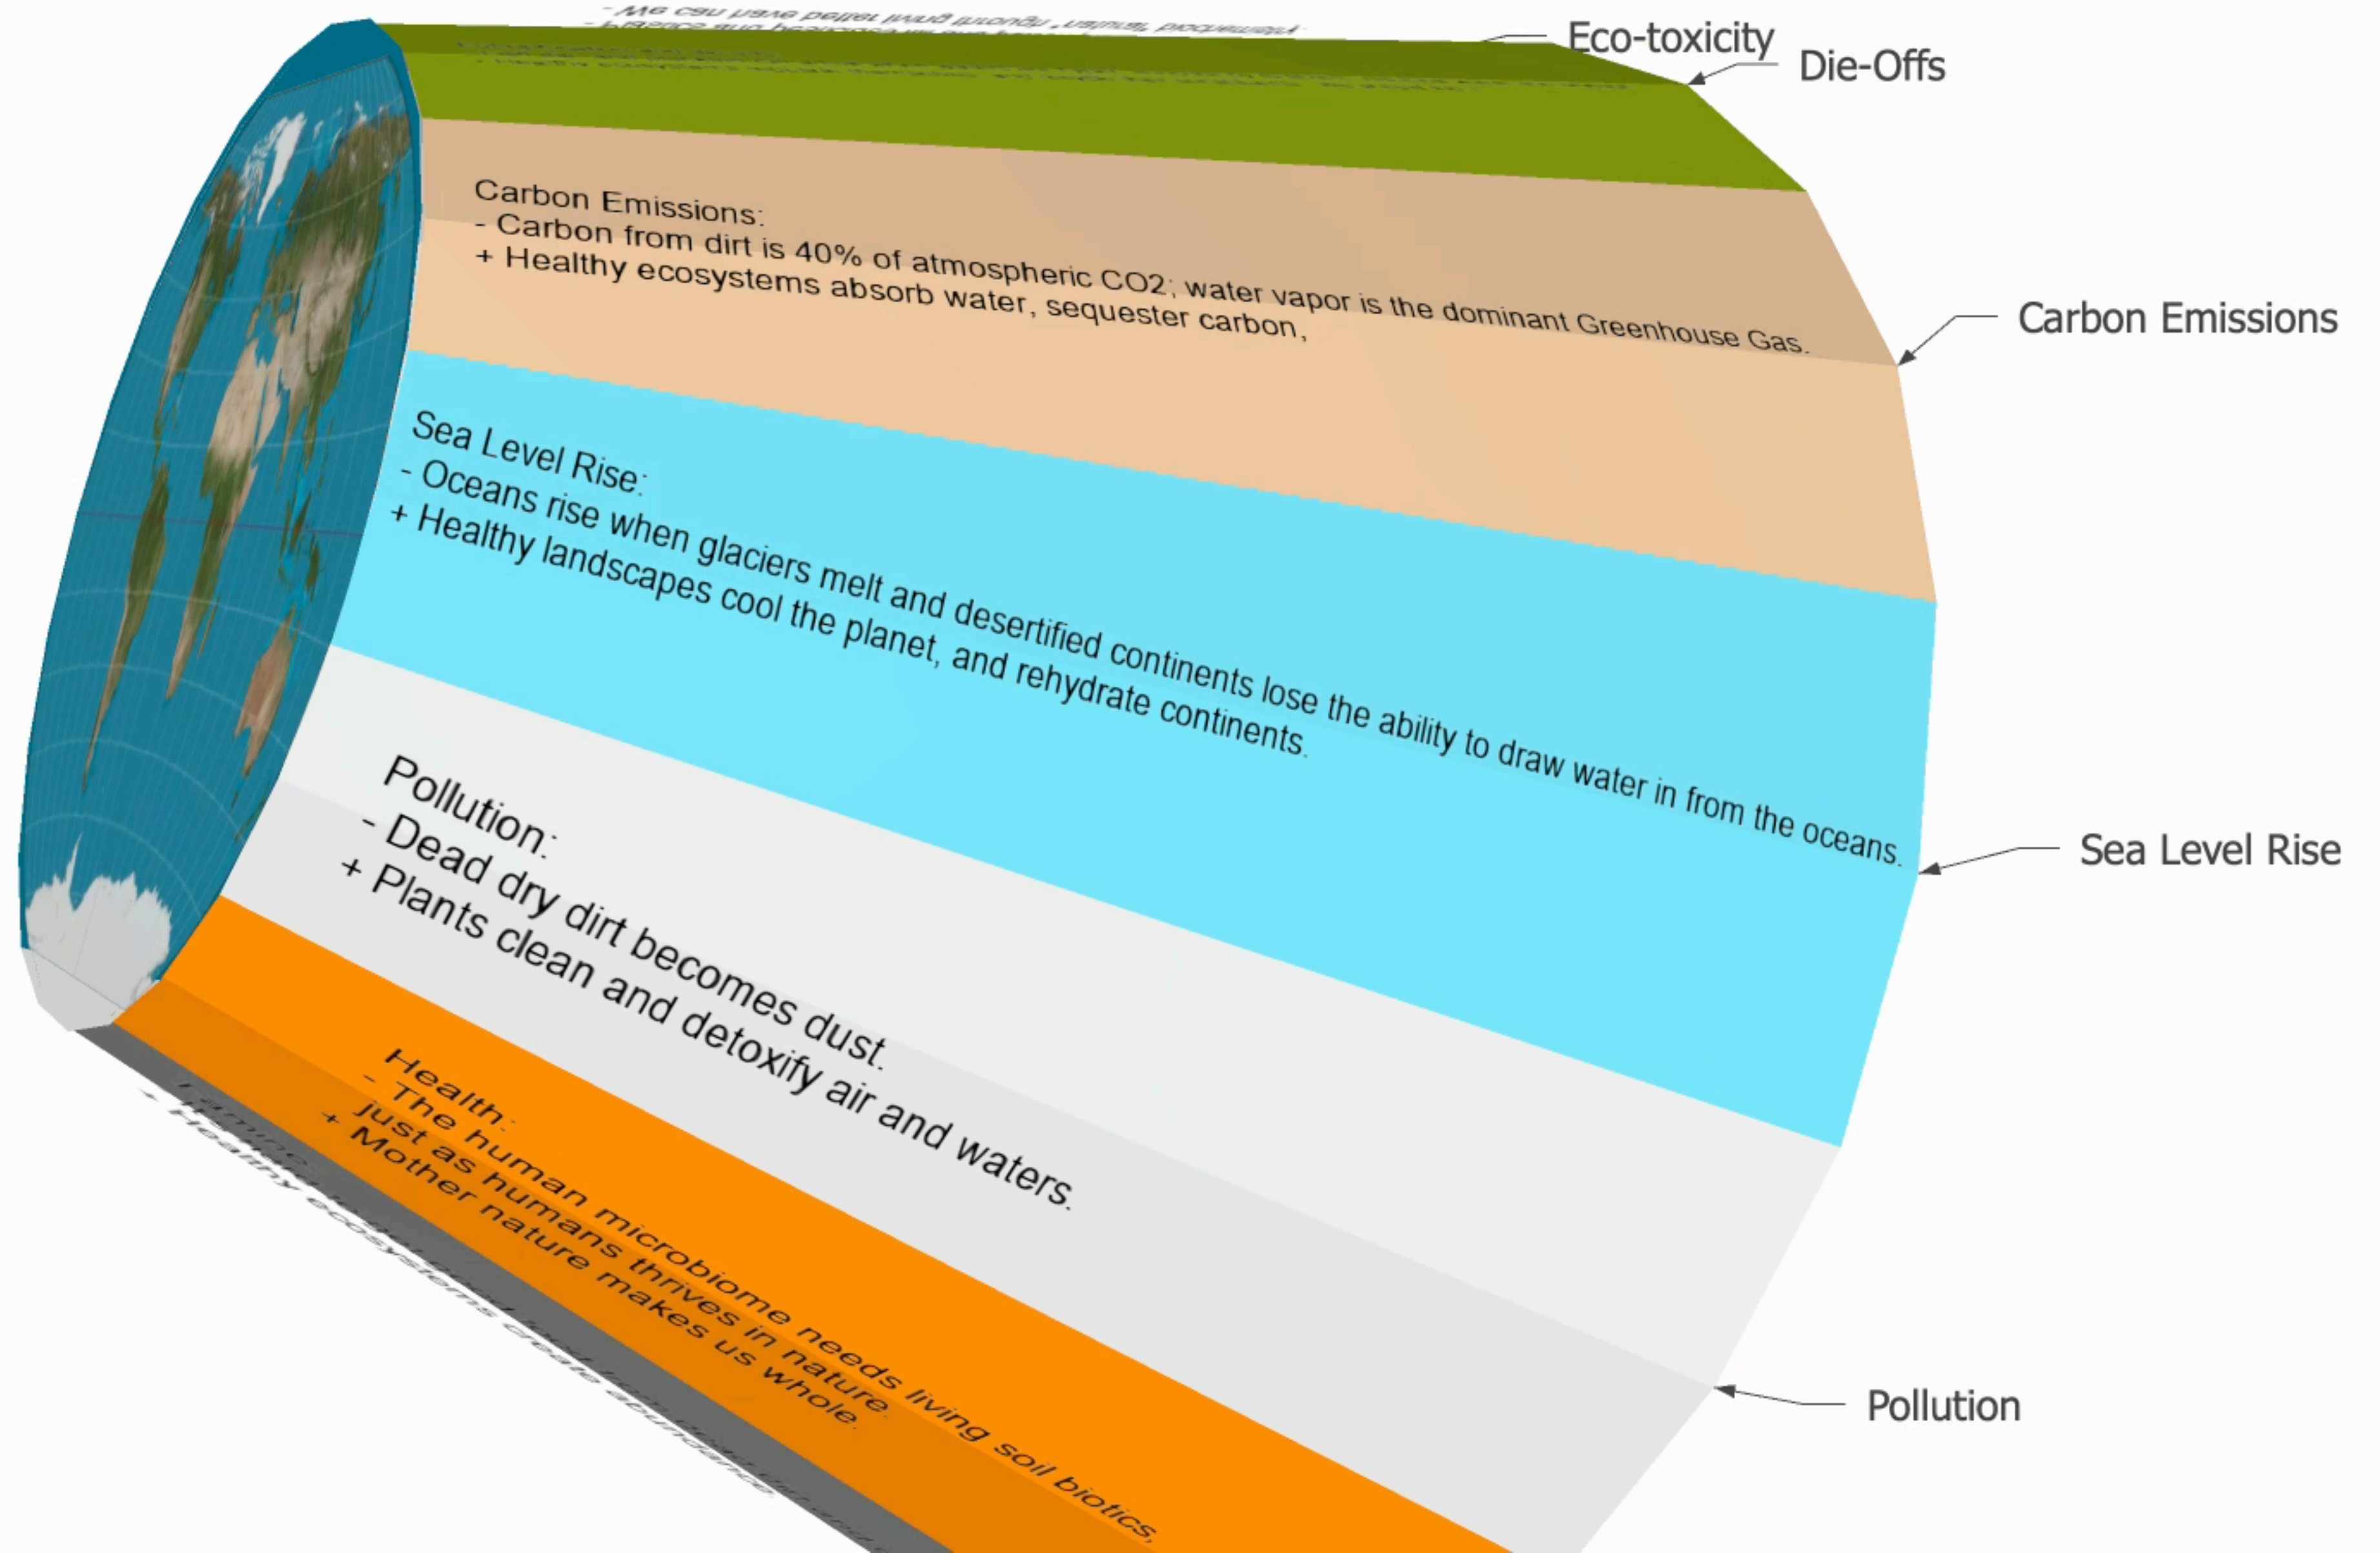 Eco-toxicity
Die-Offs
Carbon Emissions:
- Carbon from dirt is 40% of atmospheric CO2; water vapor is the dominant Greenhouse Gas.
+ Healthy ecosystems absorb water, sequester carbon,
Carbon Emissions
Sea Level Rise:
- Oceans rise when glaciers melt and desertified continents lose the ability to draw water in from the oceans.
+ Healthy landscapes cool the planet, and rehydrate continents.
Sea Level Rise
Pollution:
- Dead dry dirt becomes dust.
+ Plants clean and detoxify air and waters.
Pollution
Health:
- The human microbiome needs living soil biotics,
just as humans thrives in nature.
+ Mother nature makes us whole.
Healthy ecosystems create abundance